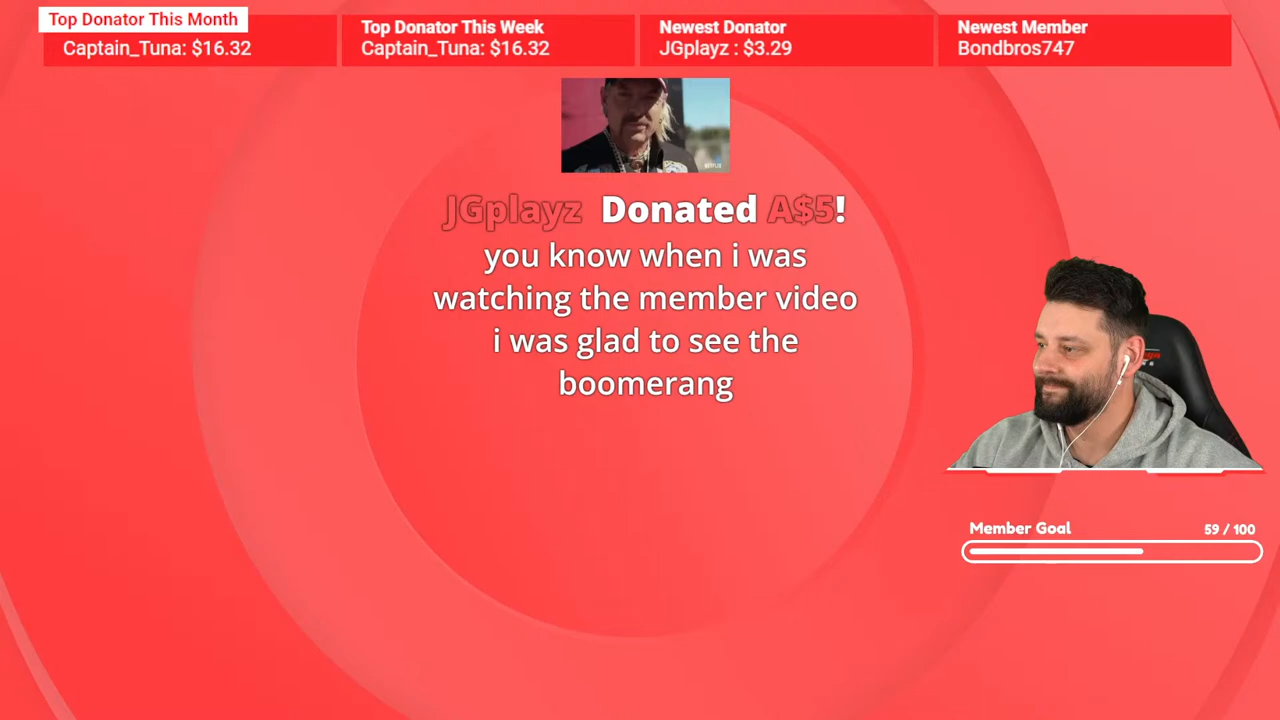 Top Donator This Month
Captain_Tuna: $16.32
Top Donator This Week
Captain_Tuna: $16.32
Newest Donator
JGplayz : $3.29
Newest Member
Bondbros747
NETFLIX
JGplayz Donated A$5!
you know when i was
watching the member video
i was glad to see the
boomerang
Member Goal
59 / 100